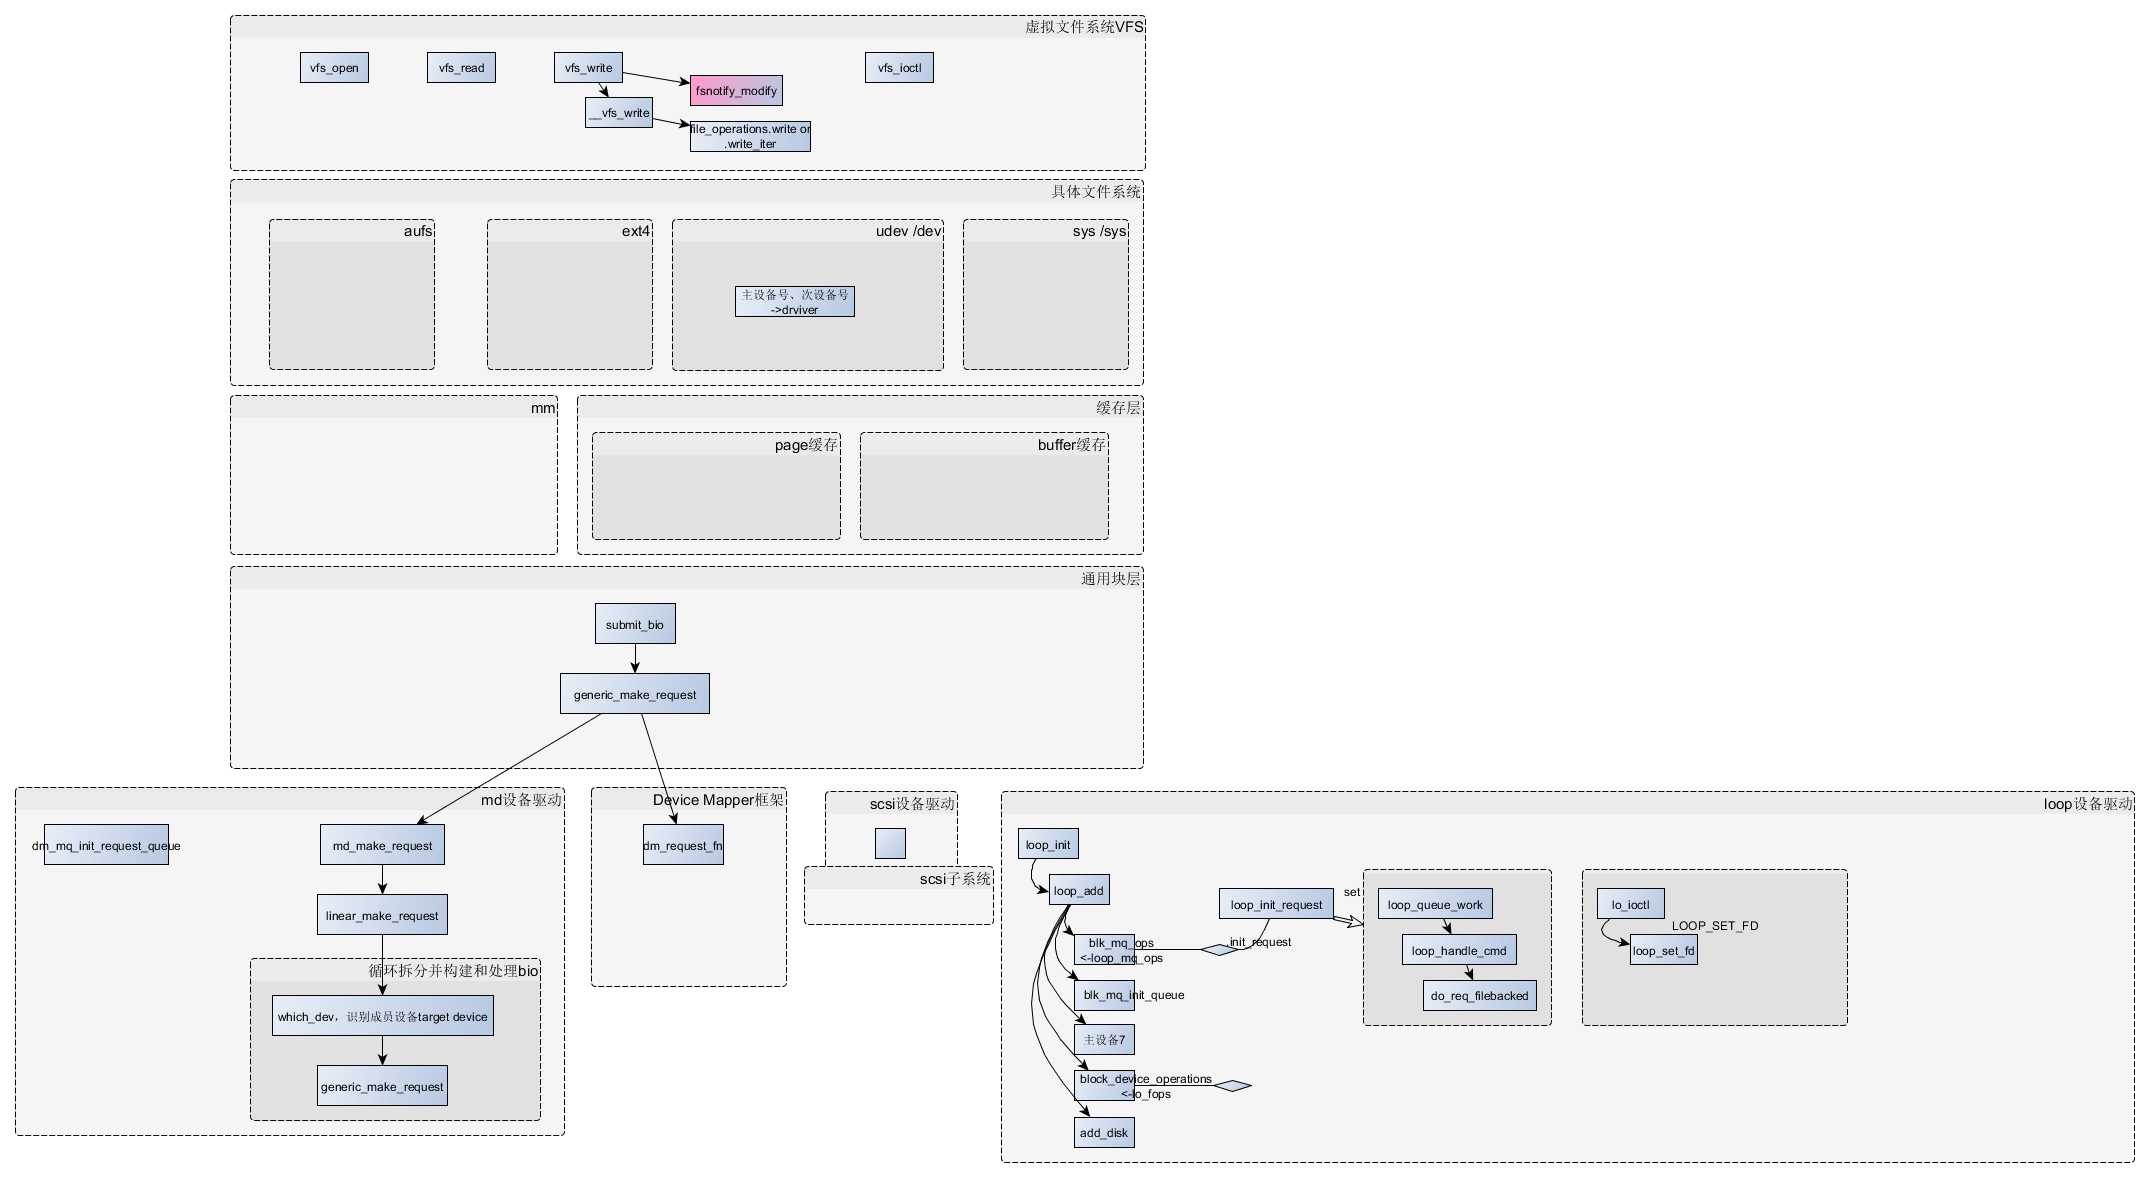 虚拟文件系统VFS
vfs_open
vfs_read
vfs_write
vfs_ioctl
fsnotify_modify
__vfs_write
file_operations.write or
.write_iter
具体文件系统
aufs
ext4
udev /dev
sys /sys
主设备号、次设备号
->drviver
mm
缓存层
page缓存
buffer缓存
通用块层
submit_bio
generic_make_request
md设备驱动
dm_mq_init_request_queue
md_make_request
linear_make_request
循环拆分并构建和处理bio
which_dev，识别成员设备target device
generic_make_request
Device Mapper框架
dm_request_fn
scsi设备驱动
scsi子系统
loop设备驱动
loop_init
loop_add
blk_mq_ops
<-loop_mq_ops
.init_request
loop_init_request
set
loop_queue_work
loop_handle_cmd
do_req_filebacked
lo_ioctl
LOOP_SET_FD
loop_set_fd
blk_mq_init_queue
主设备7
block_device_operations
<-lo_fops
add_disk